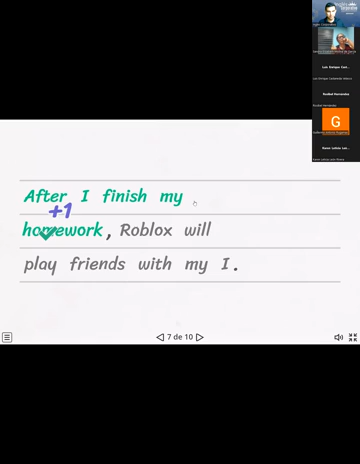 After I finish my
+1
homework, Roblox will
play friends with my I.
7 de 10
G